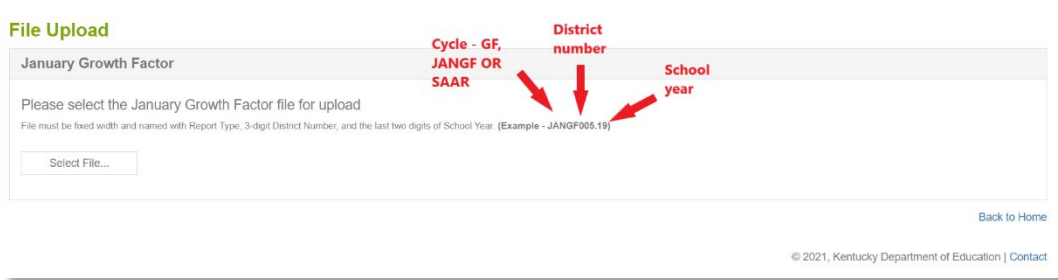 File Upload
Cycle - GF,
JANGF OR
SAAR
District
number
School
year
January Growth Factor
Please select the January Growth Factor file for upload
File must be fixed width and named with Report Type, 3-digit District Number, and the last two digits of School Year. (Example - JANGF005.19)
Select File...
Back to Home
© 2021, Kentucky Department of Education | Contact